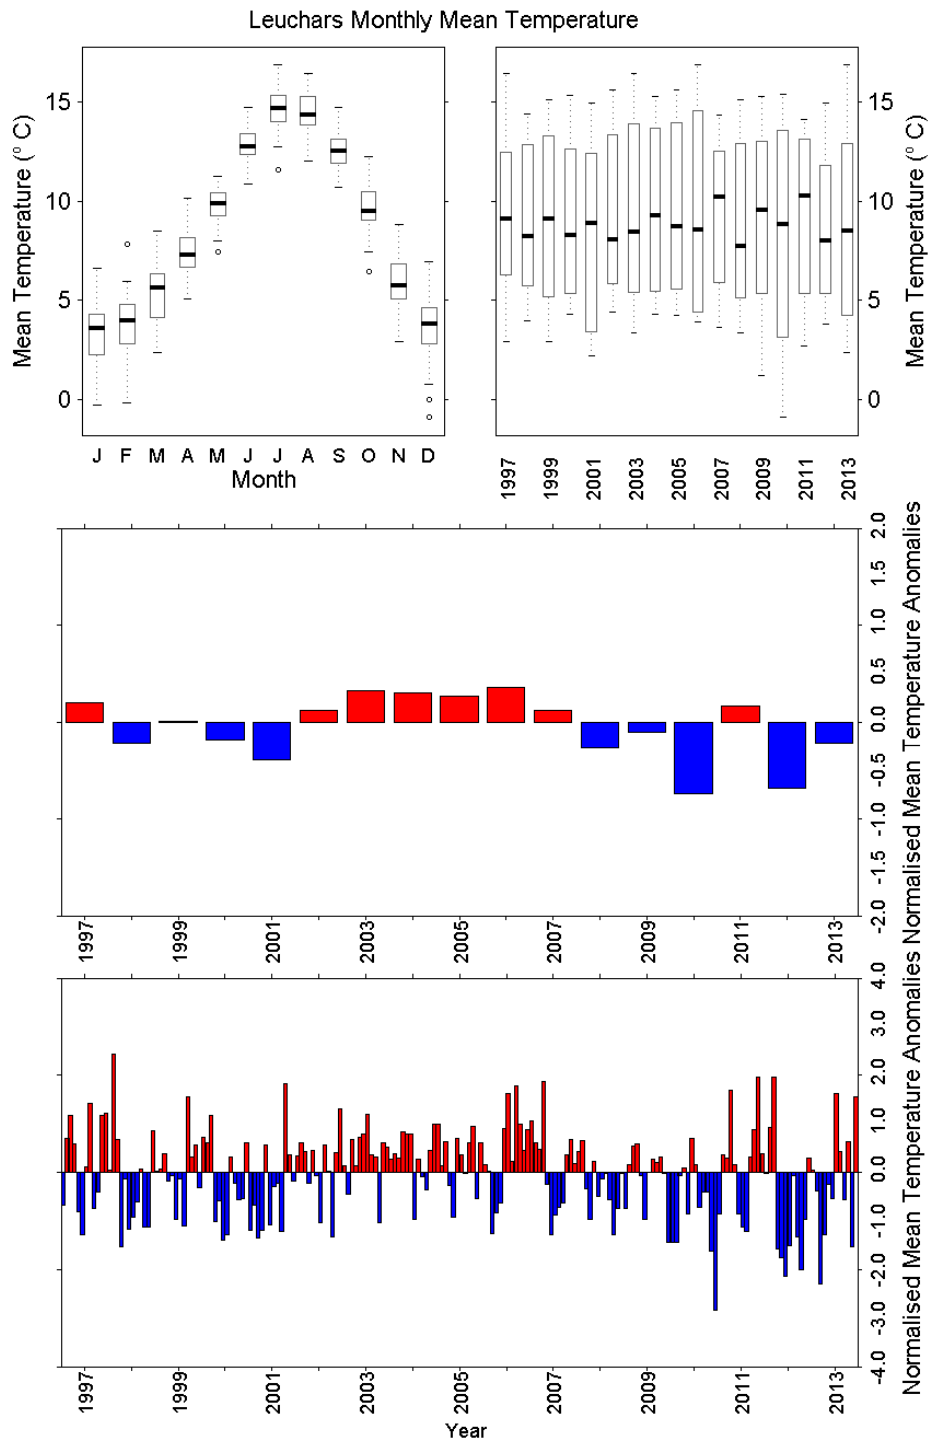 Leuchars Monthly Mean Temperature
Mean Temperature (° C)
15
10
5
0
J F M A M J J A S O N D
Month
15
10
5
0
Mean Temperature (° C)
1997 1999 2001 2003 2005 2007 2009 2011 2013
2.0
1.5
1.0
0.5
0.0
-0.5
-1.0
-1.5
-2.0
Normalised Mean Temperature Anomalies
1997 1999 2001 2003 2005 2007 2009 2011 2013
4.0
3.0
2.0
1.0
0.0
-1.0
-2.0
-3.0
-4.0
Normalised Mean Temperature Anomalies
1997 1999 2001 2003 2005 2007 2009 2011 2013
Year